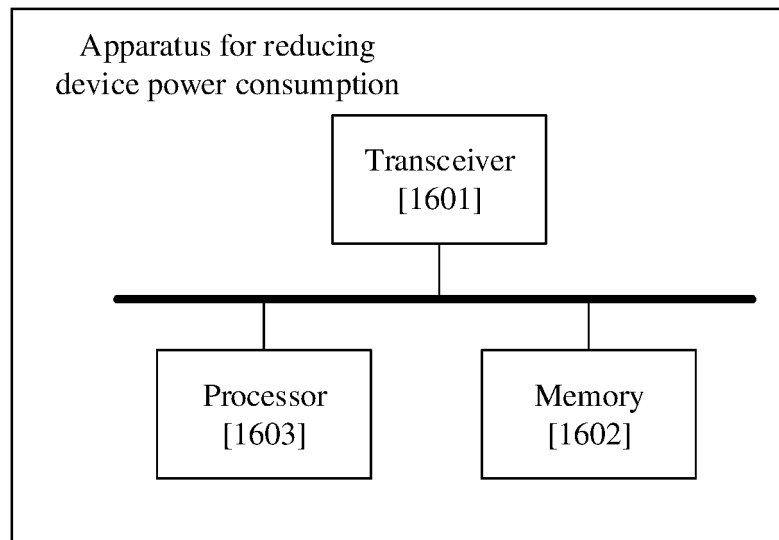 Apparatus for reducing
device power consumption
Transceiver
[1601]
Processor
[1603]
Memory
[1602]